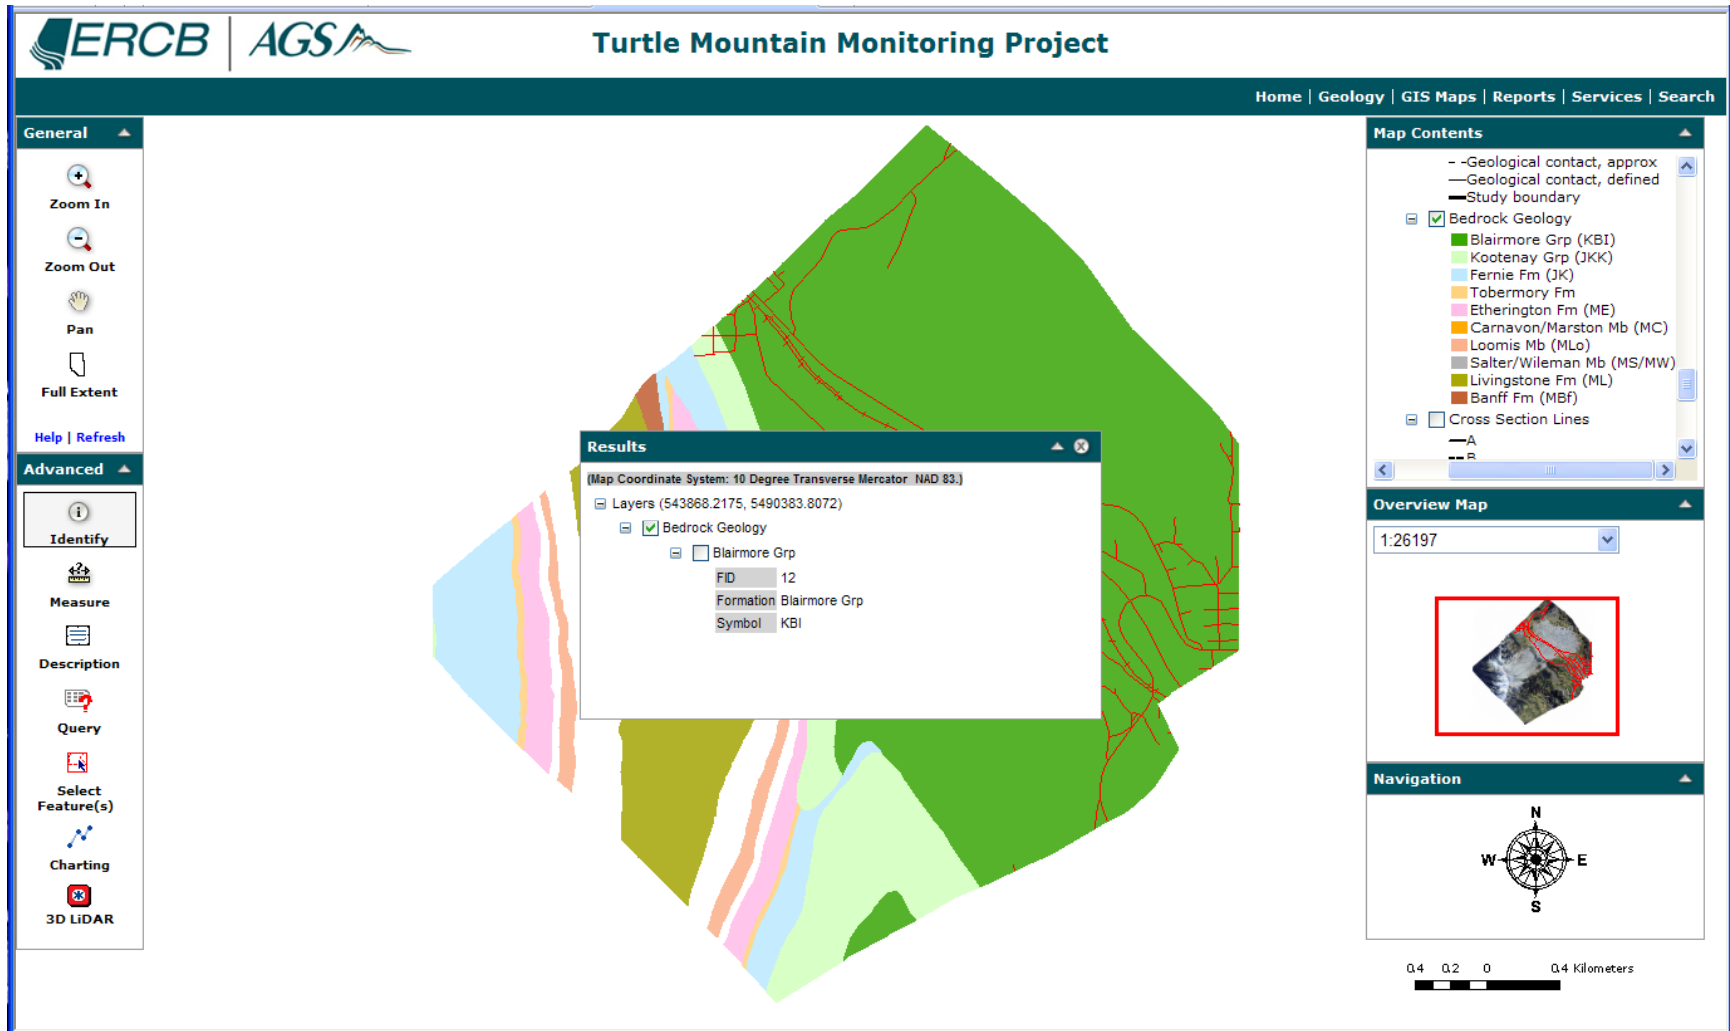 ERCB | AGS
Turtle Mountain Monitoring Project
Home | Geology | GIS Maps | Reports | Services | Search
General
Zoom In
Zoom Out
Pan
Full Extent
Help | Refresh
Advanced
Identify
Measure
Description
Query
Select
Feature(s)
Charting
3D LiDAR
Results
(Map Coordinate System: 10 Degree Transverse Mercator NAD 83.)
Layers (543868.2175, 5490383.8072)
Bedrock Geology
Blairmore Grp
FID 12
Formation Blairmore Grp
Symbol KBI
Map Contents
Geological contact, approx
Geological contact, defined
Study boundary
Bedrock Geology
Blairmore Grp (KBI)
Kootenay Grp (JKK)
Fernie Fm (JK)
Tobermory Fm
Etherington Fm (ME)
Carnavon/Marston Mb (MC)
Loomis Mb (MLo)
Salter/Wileman Mb (MS/MW)
Livingstone Fm (ML)
Banff Fm (MBf)
Cross Section Lines
A
B
Overview Map
1:26197
Navigation
N
W E
S
0.4 0.2 0 0.4 Kilometers